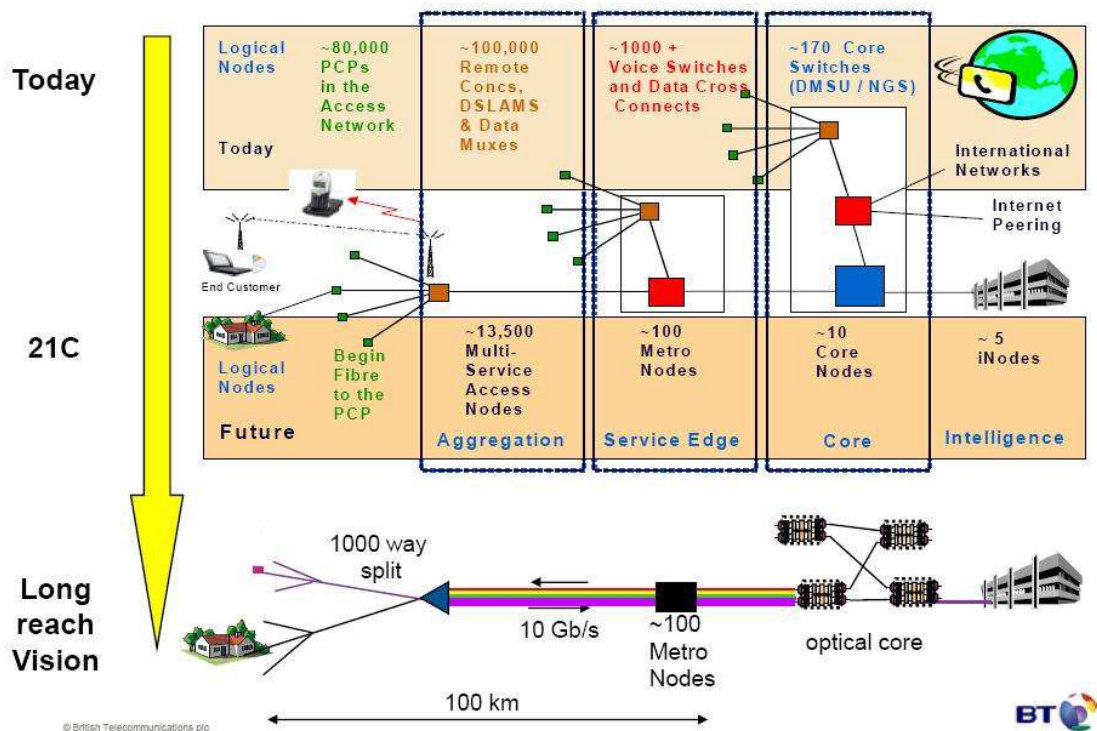 Today
Logical
Nodes
Today
~80,000
PCPs
in the
Access
Network
~100,000
Remote
Concs,
DSLAMS
& Data
Muxes
~1000 +
Voice Switches
and Data Cross
Connects
~170 Core
Switches
(DMSU / NGS)
International
Networks
Internet
Peering
End Customer
21C
Logical
Nodes
Future
Begin
Fibre
to the
PCP
~13,500
Multi-
Service
Access
Nodes
Aggregation
~100
Metro
Nodes
Service Edge
~10
Core
Nodes
Core
~ 5
iNodes
Intelligence
Long
reach
Vision
1000 way
split
10 Gb/s
~100
Metro
Nodes
optical core
100 km
© British Telecommunications plc
BT